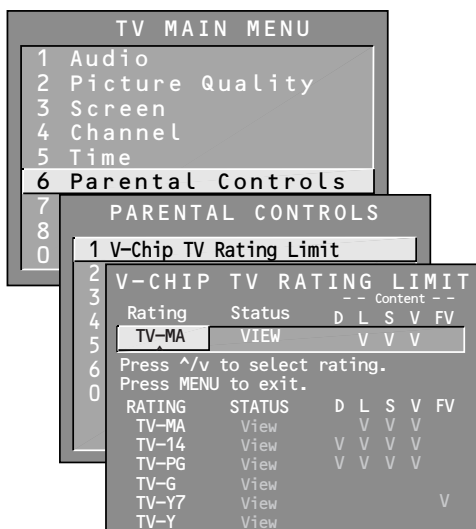 TV MAIN MENU
1 Audio
2 Picture Quality
3 Screen
4 Channel
5 Time
6 Parental Controls
7
8
0
PARENTAL CONTROLS
1 V-Chip TV Rating Limit
2
3
4
5
6
0
V-CHIP TV RATING LIMIT
-- Content --
Rating Status D L S V FV
TV-MA VIEW V V V
Press ^/v to select rating.
Press MENU to exit.
RATING STATUS D L S V FV
TV-MA View V V V
TV-14 View V V V V
TV-PG View V V V V
TV-G View
TV-Y7 View V
TV-Y View